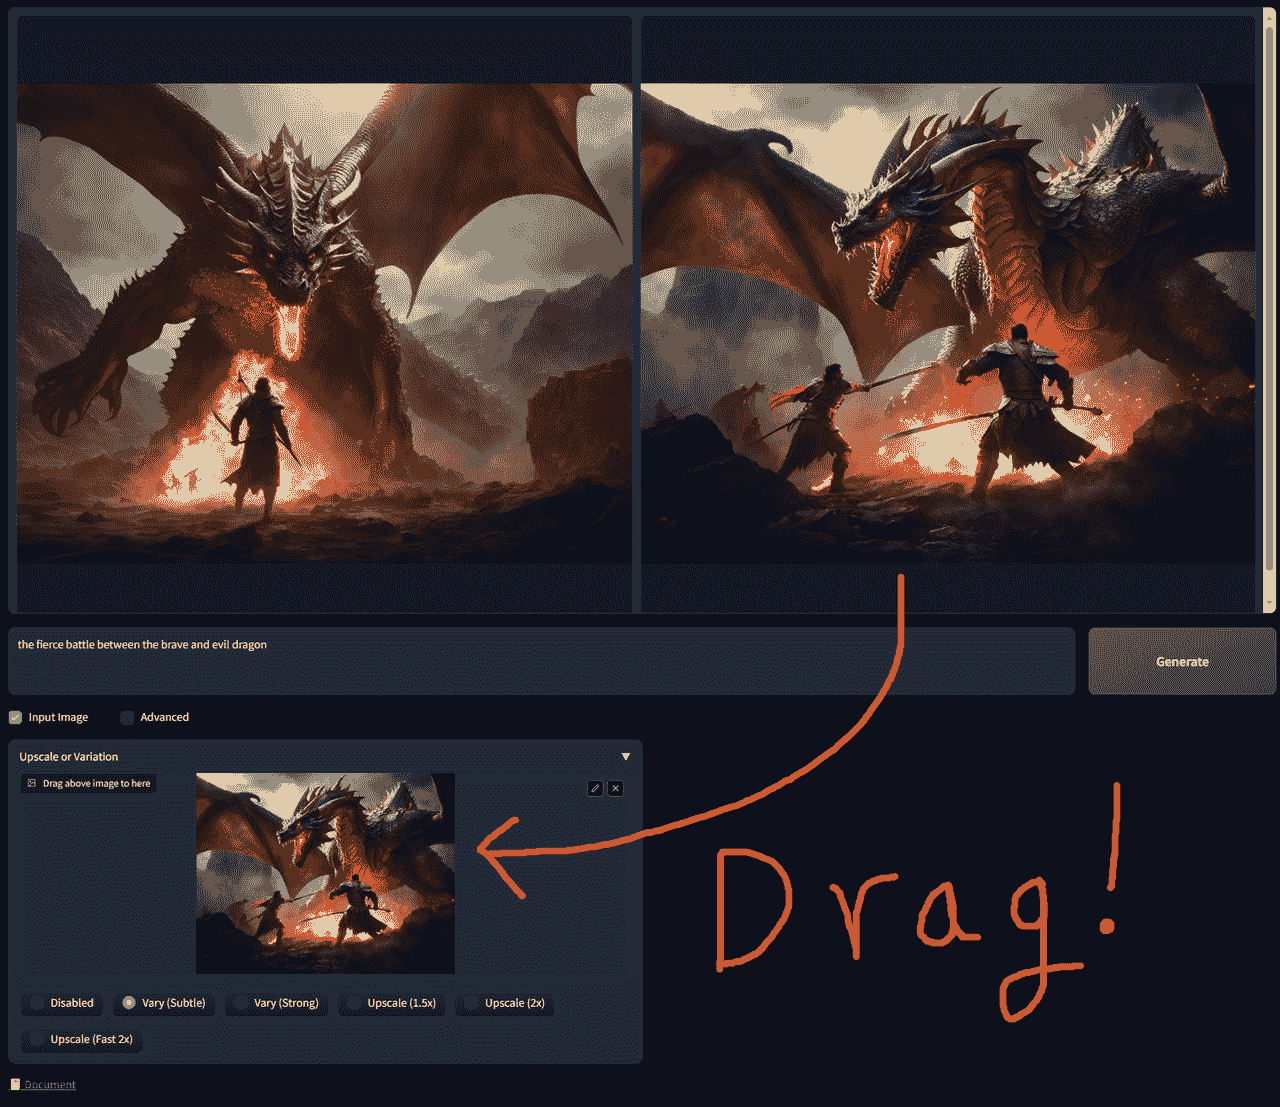 the fierce battle between the brave and evil dragon
Generate
Input Image
Advanced
Upscale or Variation
Drag above image to here
Drag!
Disabled
Vary (Subtle)
Vary (Strong)
Upscale (1.5x)
Upscale (2x)
Upscale (Fast 2x)
Document